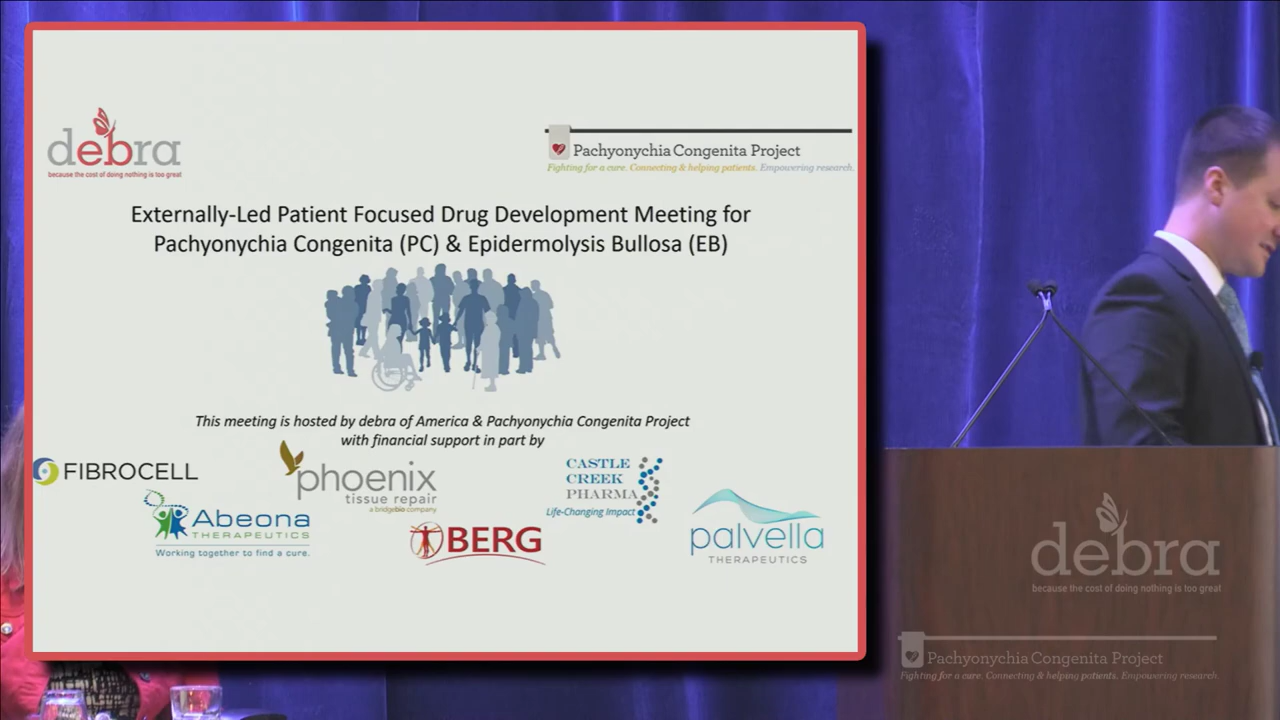 debra
because the cost of doing nothing is too great
Pachyonychia Congenita Project
Fighting for a cure. Connecting & helping patients. Empowering research.
Externally-Led Patient Focused Drug Development Meeting for
Pachyonychia Congenita (PC) & Epidermolysis Bullosa (EB)
This meeting is hosted by debra of America & Pachyonychia Congenita Project
with financial support in part by
FIBROCELL
phoenix
tissue repair
a bridgebio company
CASTLE
CREEK
PHARMA
Life-Changing Impact
Abeona
THERAPEUTICS
Working together to find a cure.
BERG
palvella
THERAPEUTICS
debra
because the cost of doing nothing is too great
Pachyonychia Congenita Project
Fighting for a cure. Connecting & helping patients. Empowering research.